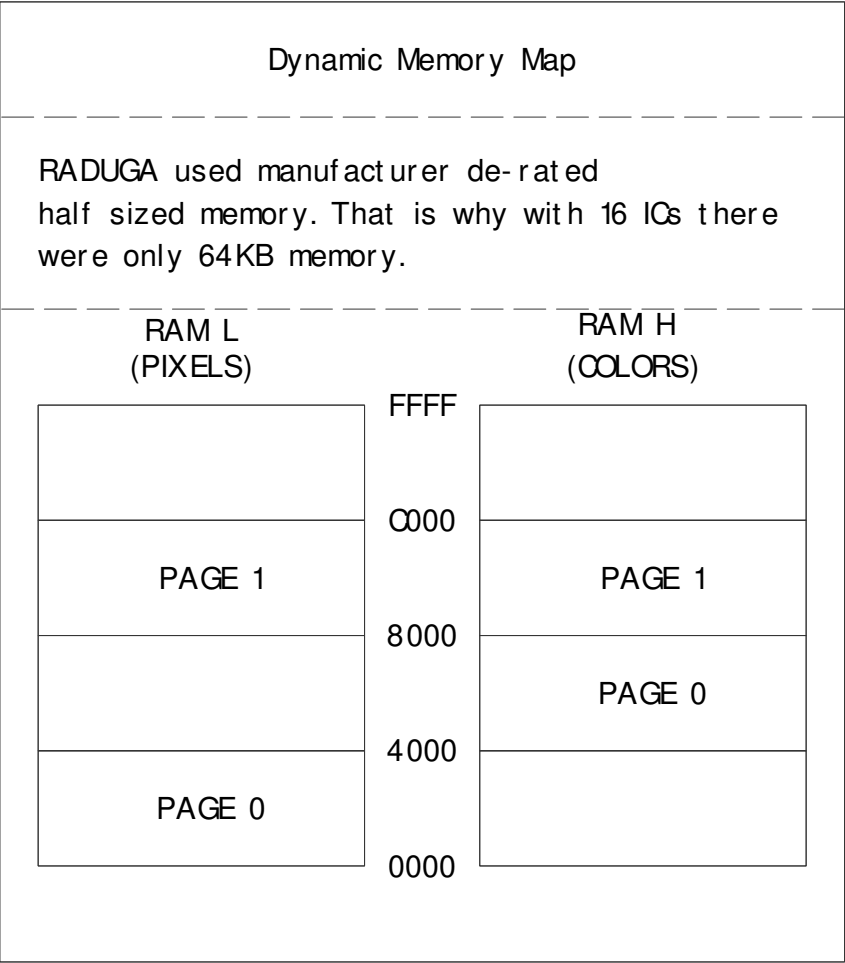 Dynamic Memory Map
RADUGA used manufacturer de-rated
half sized memory. That is why with 16 ICs there
were only 64KB memory.
RAM L
(PIXELS)
RAM H
(COLORS)
FFFF
C000
PAGE 1
PAGE 1
8000
PAGE 0
4000
PAGE 0
0000